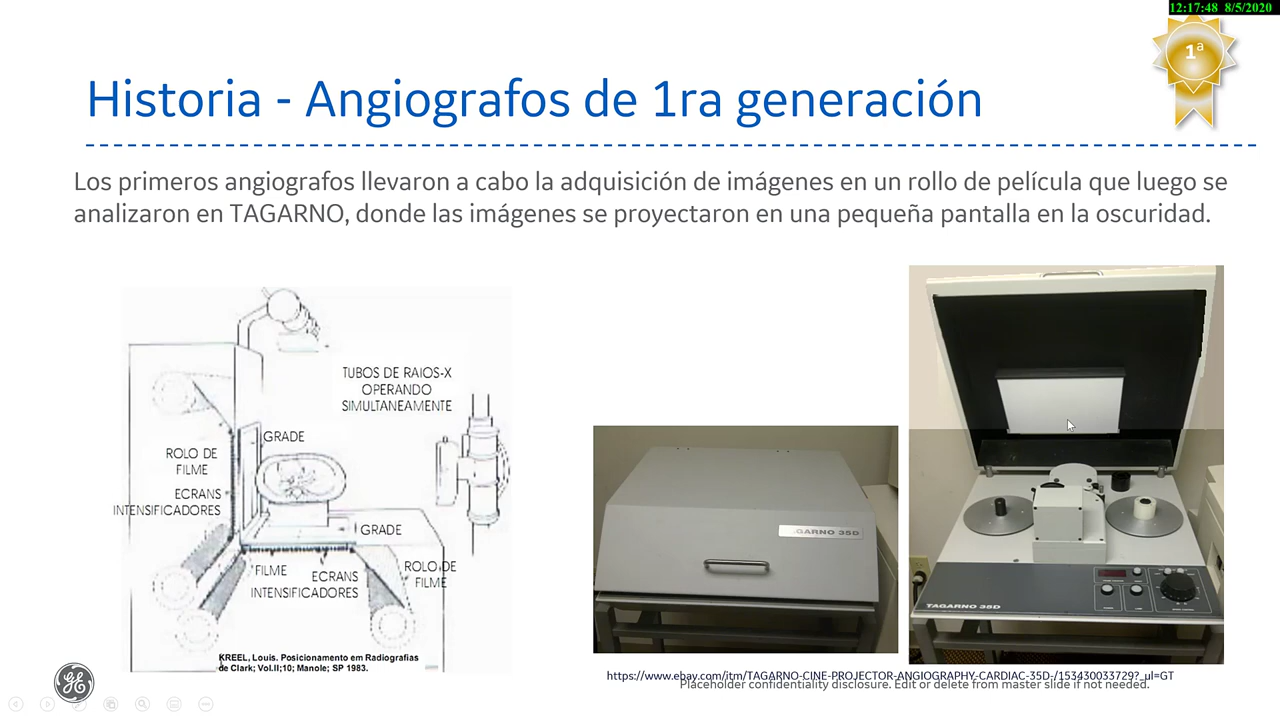 12:17:48 8/5/2020
1ª
Historia - Angiografos de 1ra generación
Los primeros angiografos llevaron a cabo la adquisición de imágenes en un rollo de película que luego se
analizaron en TAGARNO, donde las imágenes se proyectaron en una pequeña pantalla en la oscuridad.
TUBOS DE RAIOS-X
OPERANDO
SIMULTANEAMENTE
GRADE
ROLO DE
FILME
ECRANS
INTENSIFICADORES
GRADE
FILME
ECRANS
INTENSIFICADORES
ROLO DE
FILME
KREEL, Louis. Posicionamento em Radiografias
de Clark; Vol.II;10; Manole; SP 1983.
GARNO 35D
TAGARNO 35D
https://www.ebay.com/itm/TAGARNO-CINE-PROJECTOR-ANGIOGRAPHY-CARDIAC-35D-/153430033729?_ul=GT
Placeholder confidentiality disclosure. Edit or delete from master slide if not needed.